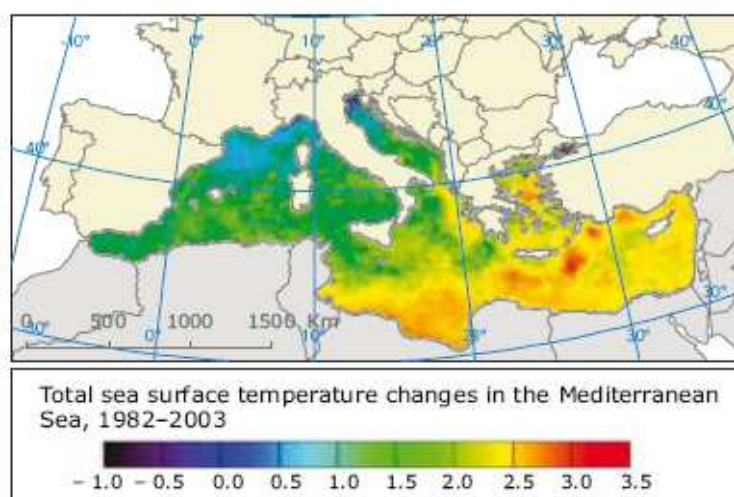 -10° 0° 10° 20° 30° 40°
40° 40°
0 500 1000 1500 Km
30° 0° 10° 20° 30° 30°
Total sea surface temperature changes in the Mediterranean
Sea, 1982–2003
– 1.0 – 0.5 0.0 0.5 1.0 1.5 2.0 2.5 3.0 3.5